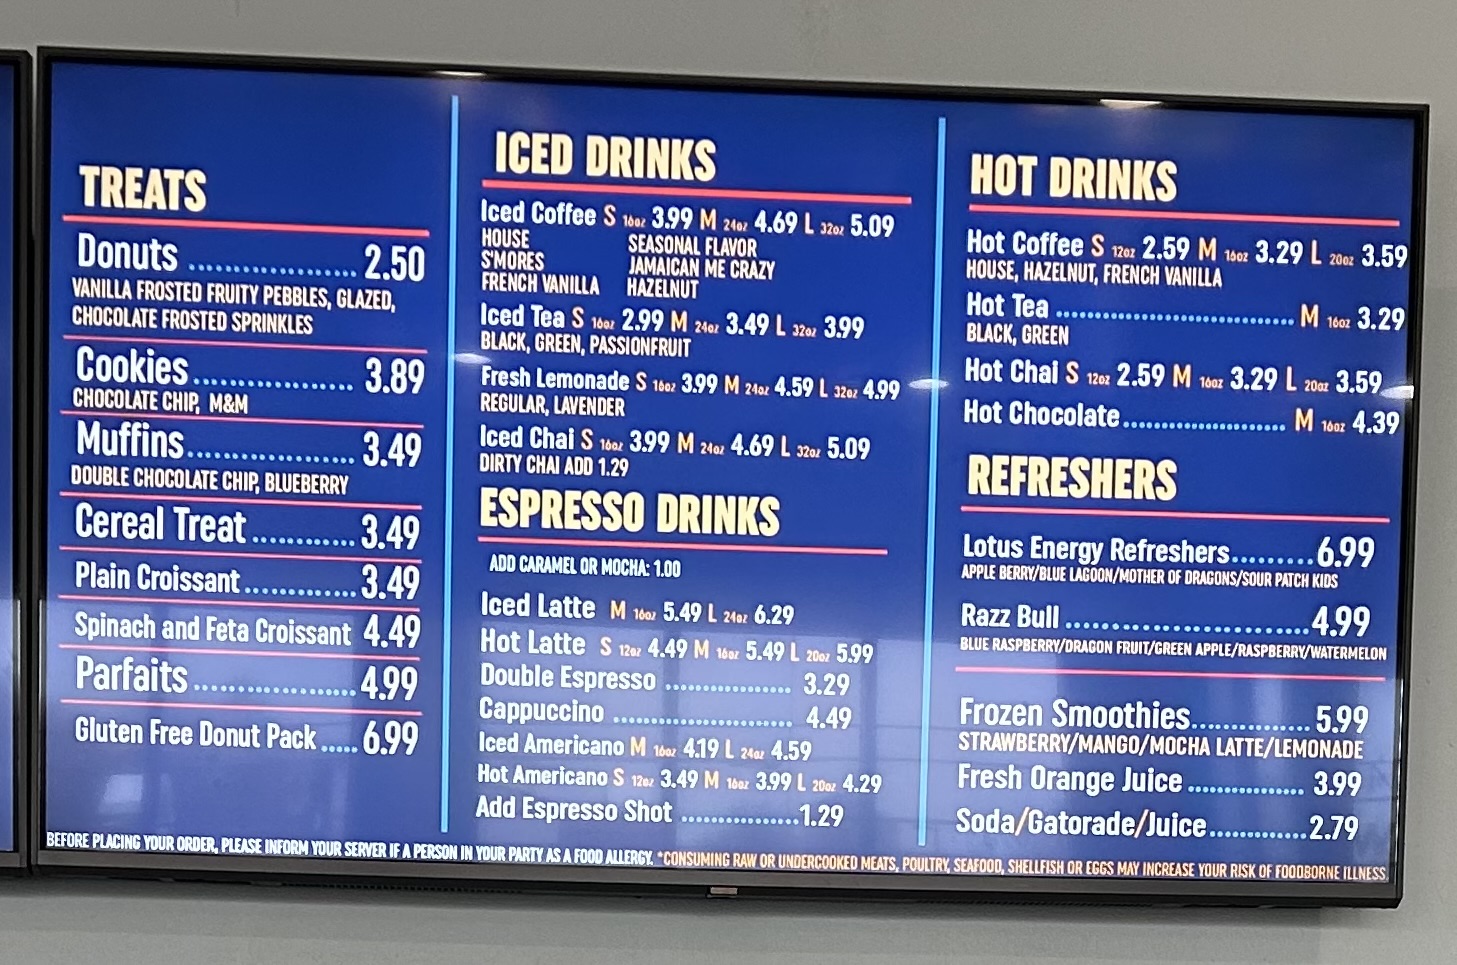 TREATS
Donuts .................. 2.50
VANILLA FROSTED FRUITY PEBBLES, GLAZED,
CHOCOLATE FROSTED SPRINKLES
Cookies................. 3.89
CHOCOLATE CHIP, M&M
Muffins................. 3.49
DOUBLE CHOCOLATE CHIP, BLUEBERRY
Cereal Treat ........... 3.49
Plain Croissant............ 3.49
Spinach and Feta Croissant 4.49
Parfaits................. 4.99
Gluten Free Donut Pack ..... 6.99
ICED DRINKS
Iced Coffee S 16oz 3.99 M 24oz 4.69 L 32oz 5.09
HOUSE SEASONAL FLAVOR
S'MORES JAMAICAN ME CRAZY
FRENCH VANILLA HAZELNUT
Iced Tea S 16oz 2.99 M 24oz 3.49 L 32oz 3.99
BLACK, GREEN, PASSIONFRUIT
Fresh Lemonade S 16oz 3.99 M 24oz 4.59 L 32oz 4.99
REGULAR, LAVENDER
Iced Chai S 16oz 3.99 M 24oz 4.69 L 32oz 5.09
DIRTY CHAI ADD 1.29
ESPRESSO DRINKS
ADD CARAMEL OR MOCHA: 1.00
Iced Latte M 16oz 5.49 L 24oz 6.29
Hot Latte S 12oz 4.49 M 16oz 5.49 L 20oz 5.99
Double Espresso .................. 3.29
Cappuccino ......................... 4.49
Iced Americano M 16oz 4.19 L 24oz 4.59
Hot Americano S 12oz 3.49 M 16oz 3.99 L 20oz 4.29
Add Espresso Shot .................1.29
HOT DRINKS
Hot Coffee S 12oz 2.59 M 16oz 3.29 L 20oz 3.59
HOUSE, HAZELNUT, FRENCH VANILLA
Hot Tea .................................. M 16oz 3.29
BLACK, GREEN
Hot Chai S 12oz 2.59 M 16oz 3.29 L 20oz 3.59
Hot Chocolate....................... M 16oz 4.39
REFRESHERS
Lotus Energy Refreshers.........6.99
APPLE BERRY/BLUE LAGOON/MOTHER OF DRAGONS/SOUR PATCH KIDS
Razz Bull ............................4.99
BLUE RASPBERRY/DRAGON FRUIT/GREEN APPLE/RASPBERRY/WATERMELON
Frozen Smoothies............. 5.99
STRAWBERRY/MANGO/MOCHA LATTE/LEMONADE
Fresh Orange Juice ............... 3.99
Soda/Gatorade/Juice............2.79
BEFORE PLACING YOUR ORDER, PLEASE INFORM YOUR SERVER IF A PERSON IN YOUR PARTY AS A FOOD ALLERGY. *CONSUMING RAW OR UNDERCOOKED MEATS, POULTRY, SEAFOOD, SHELLFISH OR EGGS MAY INCREASE YOUR RISK OF FOODBORNE ILLNESS.